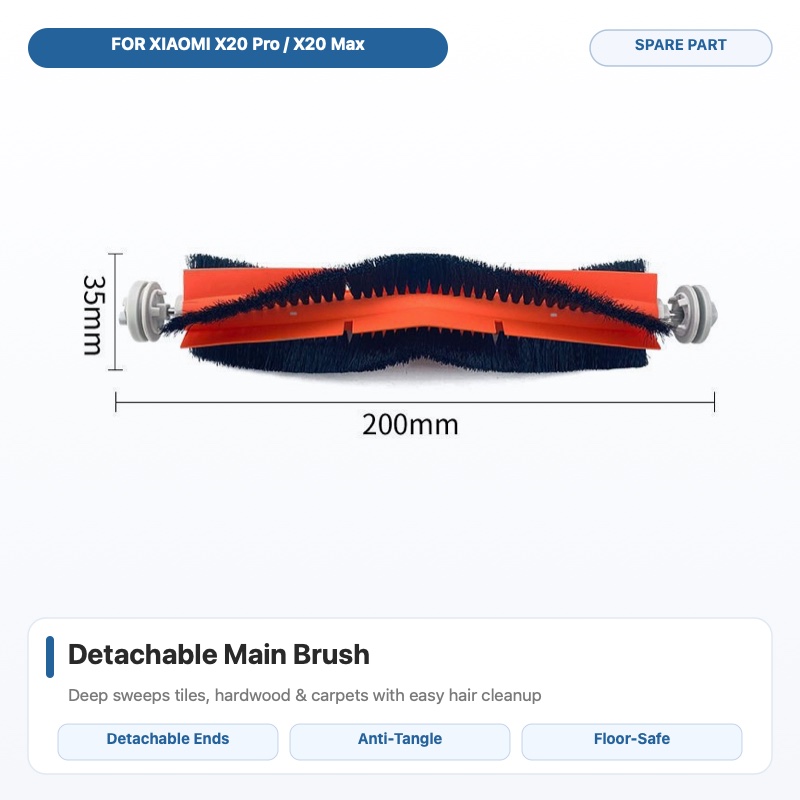 FOR XIAOMI X20 Pro / X20 Max
SPARE PART
35mm
200mm
Detachable Main Brush
Deep sweeps tiles, hardwood & carpets with easy hair cleanup
Detachable Ends
Anti-Tangle
Floor-Safe